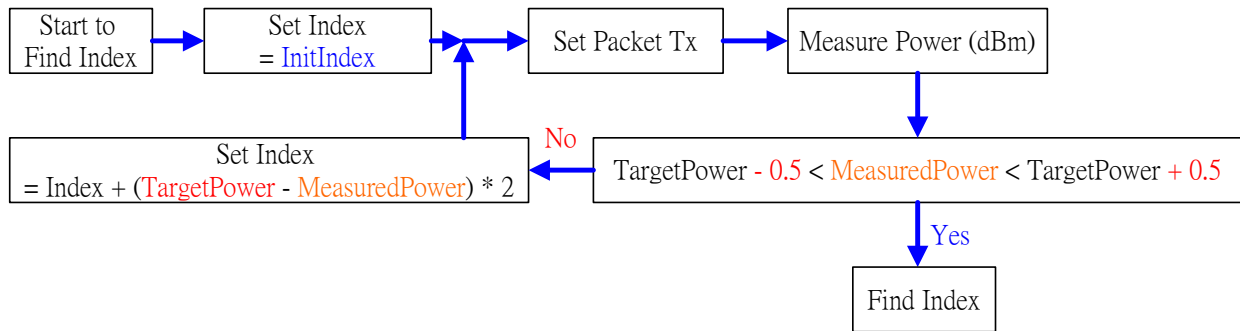 Start to
Find Index
Set Index
= InitIndex
Set Packet Tx
Measure Power (dBm)
Set Index
= Index + (TargetPower - MeasuredPower) * 2
No
TargetPower - 0.5 < MeasuredPower < TargetPower + 0.5
Yes
Find Index